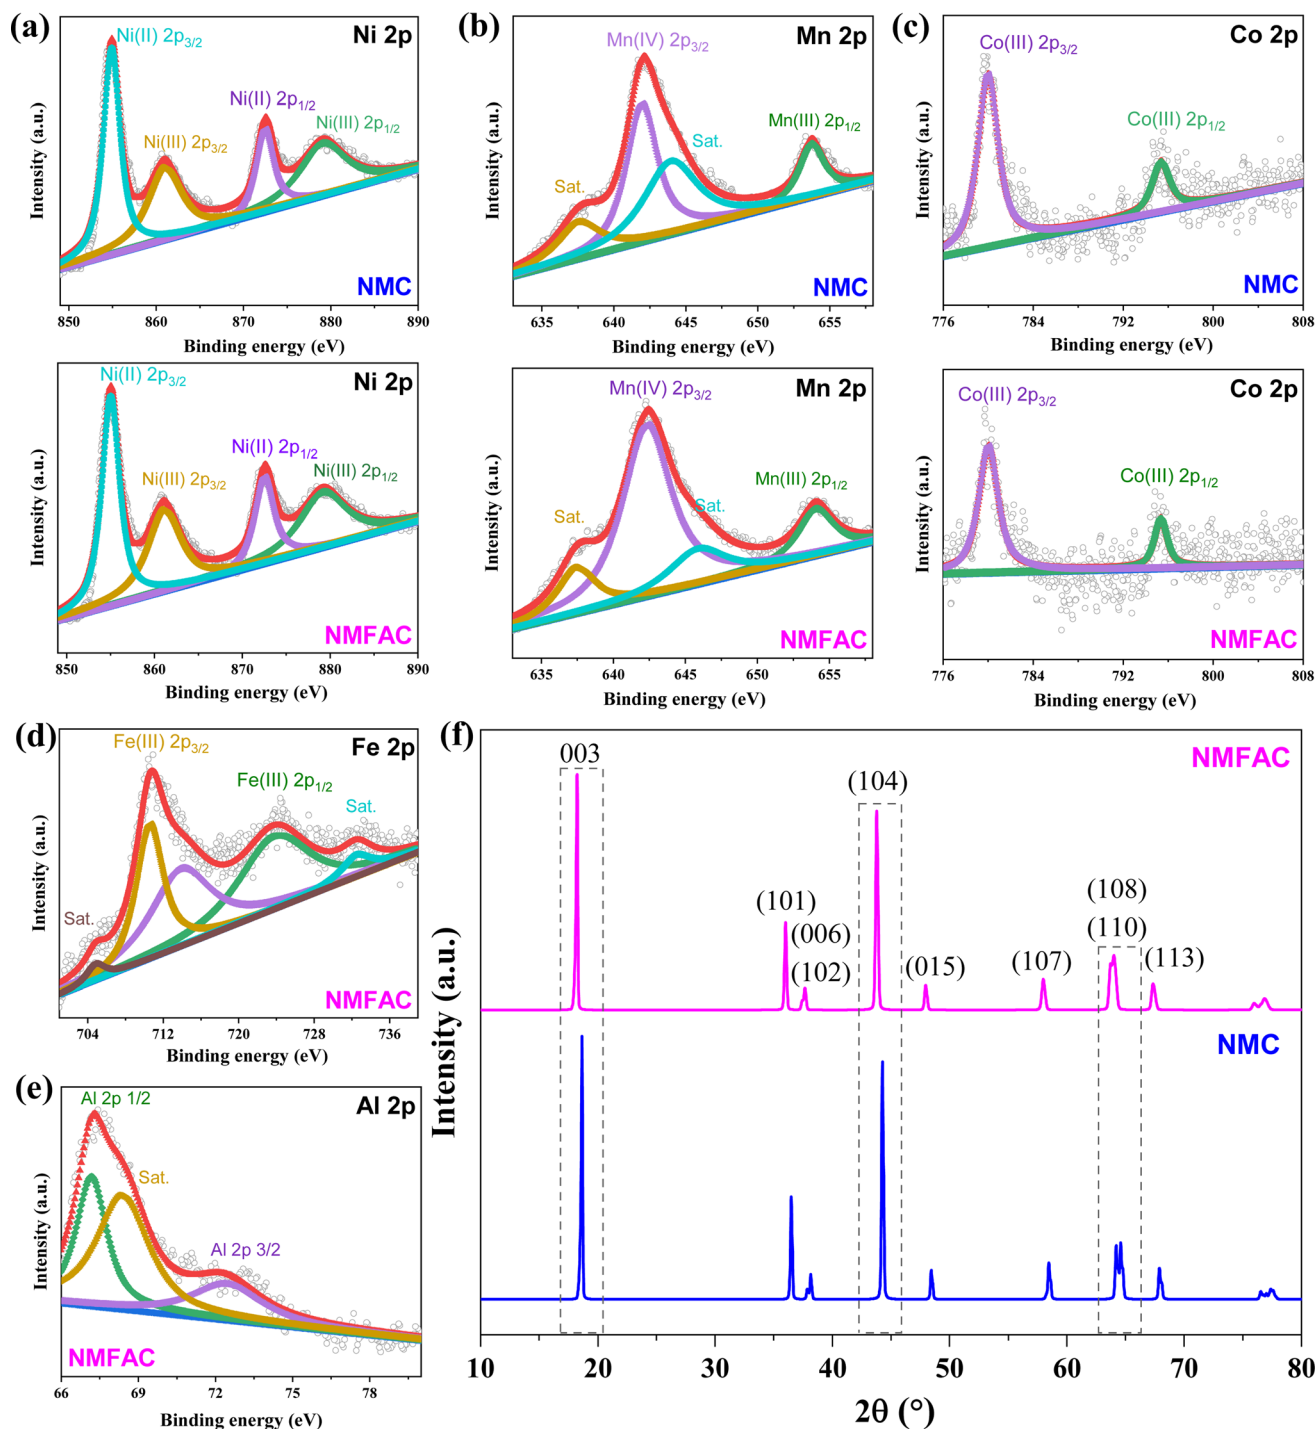 (a)
Ni 2p
Ni(II) 2p3/2
Ni(III) 2p3/2
Ni(II) 2p1/2
Ni(III) 2p1/2
NMC
Intensity (a.u.)
850 860 870 880 890
Binding energy (eV)
(b)
Mn 2p
Mn(IV) 2p3/2
Sat.
Sat.
Mn(III) 2p1/2
NMC
Intensity (a.u.)
635 640 645 650 655
Binding energy (eV)
(c)
Co 2p
Co(III) 2p3/2
Co(III) 2p1/2
NMC
Intensity (a.u.)
776 784 792 800 808
Binding energy (eV)
Ni 2p
Ni(II) 2p3/2
Ni(III) 2p3/2
Ni(II) 2p1/2
Ni(III) 2p1/2
NMFAC
Intensity (a.u.)
850 860 870 880 890
Binding energy (eV)
Mn 2p
Mn(IV) 2p3/2
Sat.
Sat.
Mn(III) 2p1/2
NMFAC
Intensity (a.u.)
635 640 645 650 655
Binding energy (eV)
Co 2p
Co(III) 2p3/2
Co(III) 2p1/2
NMFAC
Intensity (a.u.)
776 784 792 800 808
Binding energy (eV)
(d)
Fe 2p
Fe(III) 2p3/2
Fe(III) 2p1/2
Sat.
Sat.
NMFAC
Intensity (a.u.)
704 712 720 728 736
Binding energy (eV)
(e)
Al 2p
Al 2p 1/2
Sat.
Al 2p 3/2
NMFAC
Intensity (a.u.)
66 69 72 75 78
Binding energy (eV)
(f)
NMFAC
003
(104)
(101)
(006)
(102)
(015)
(107)
(108)
(110)
(113)
NMC
Intensity (a.u.)
10 20 30 40 50 60 70 80
2θ (°)